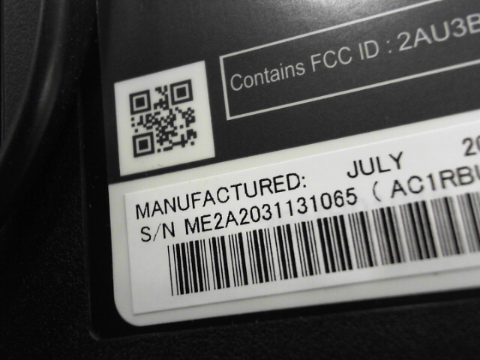 Contains FCC ID : 2AU3B
MANUFACTURED: JULY 20
S/N ME2A2031131065 ( AC1RBU